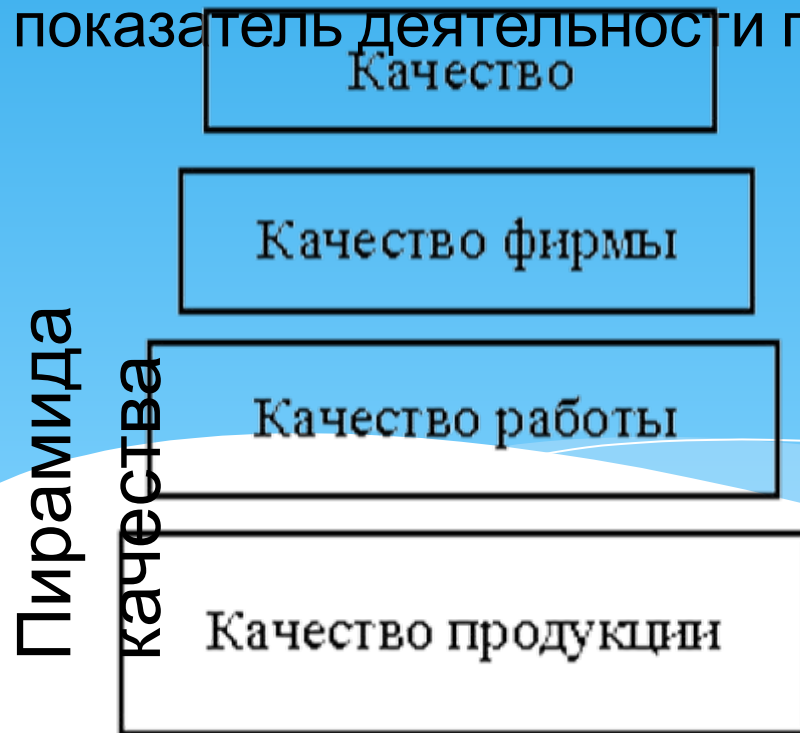 показатель деятельности
Качество
Качество фирмы
Качество работы
Качество продукции
Пирамида
качества